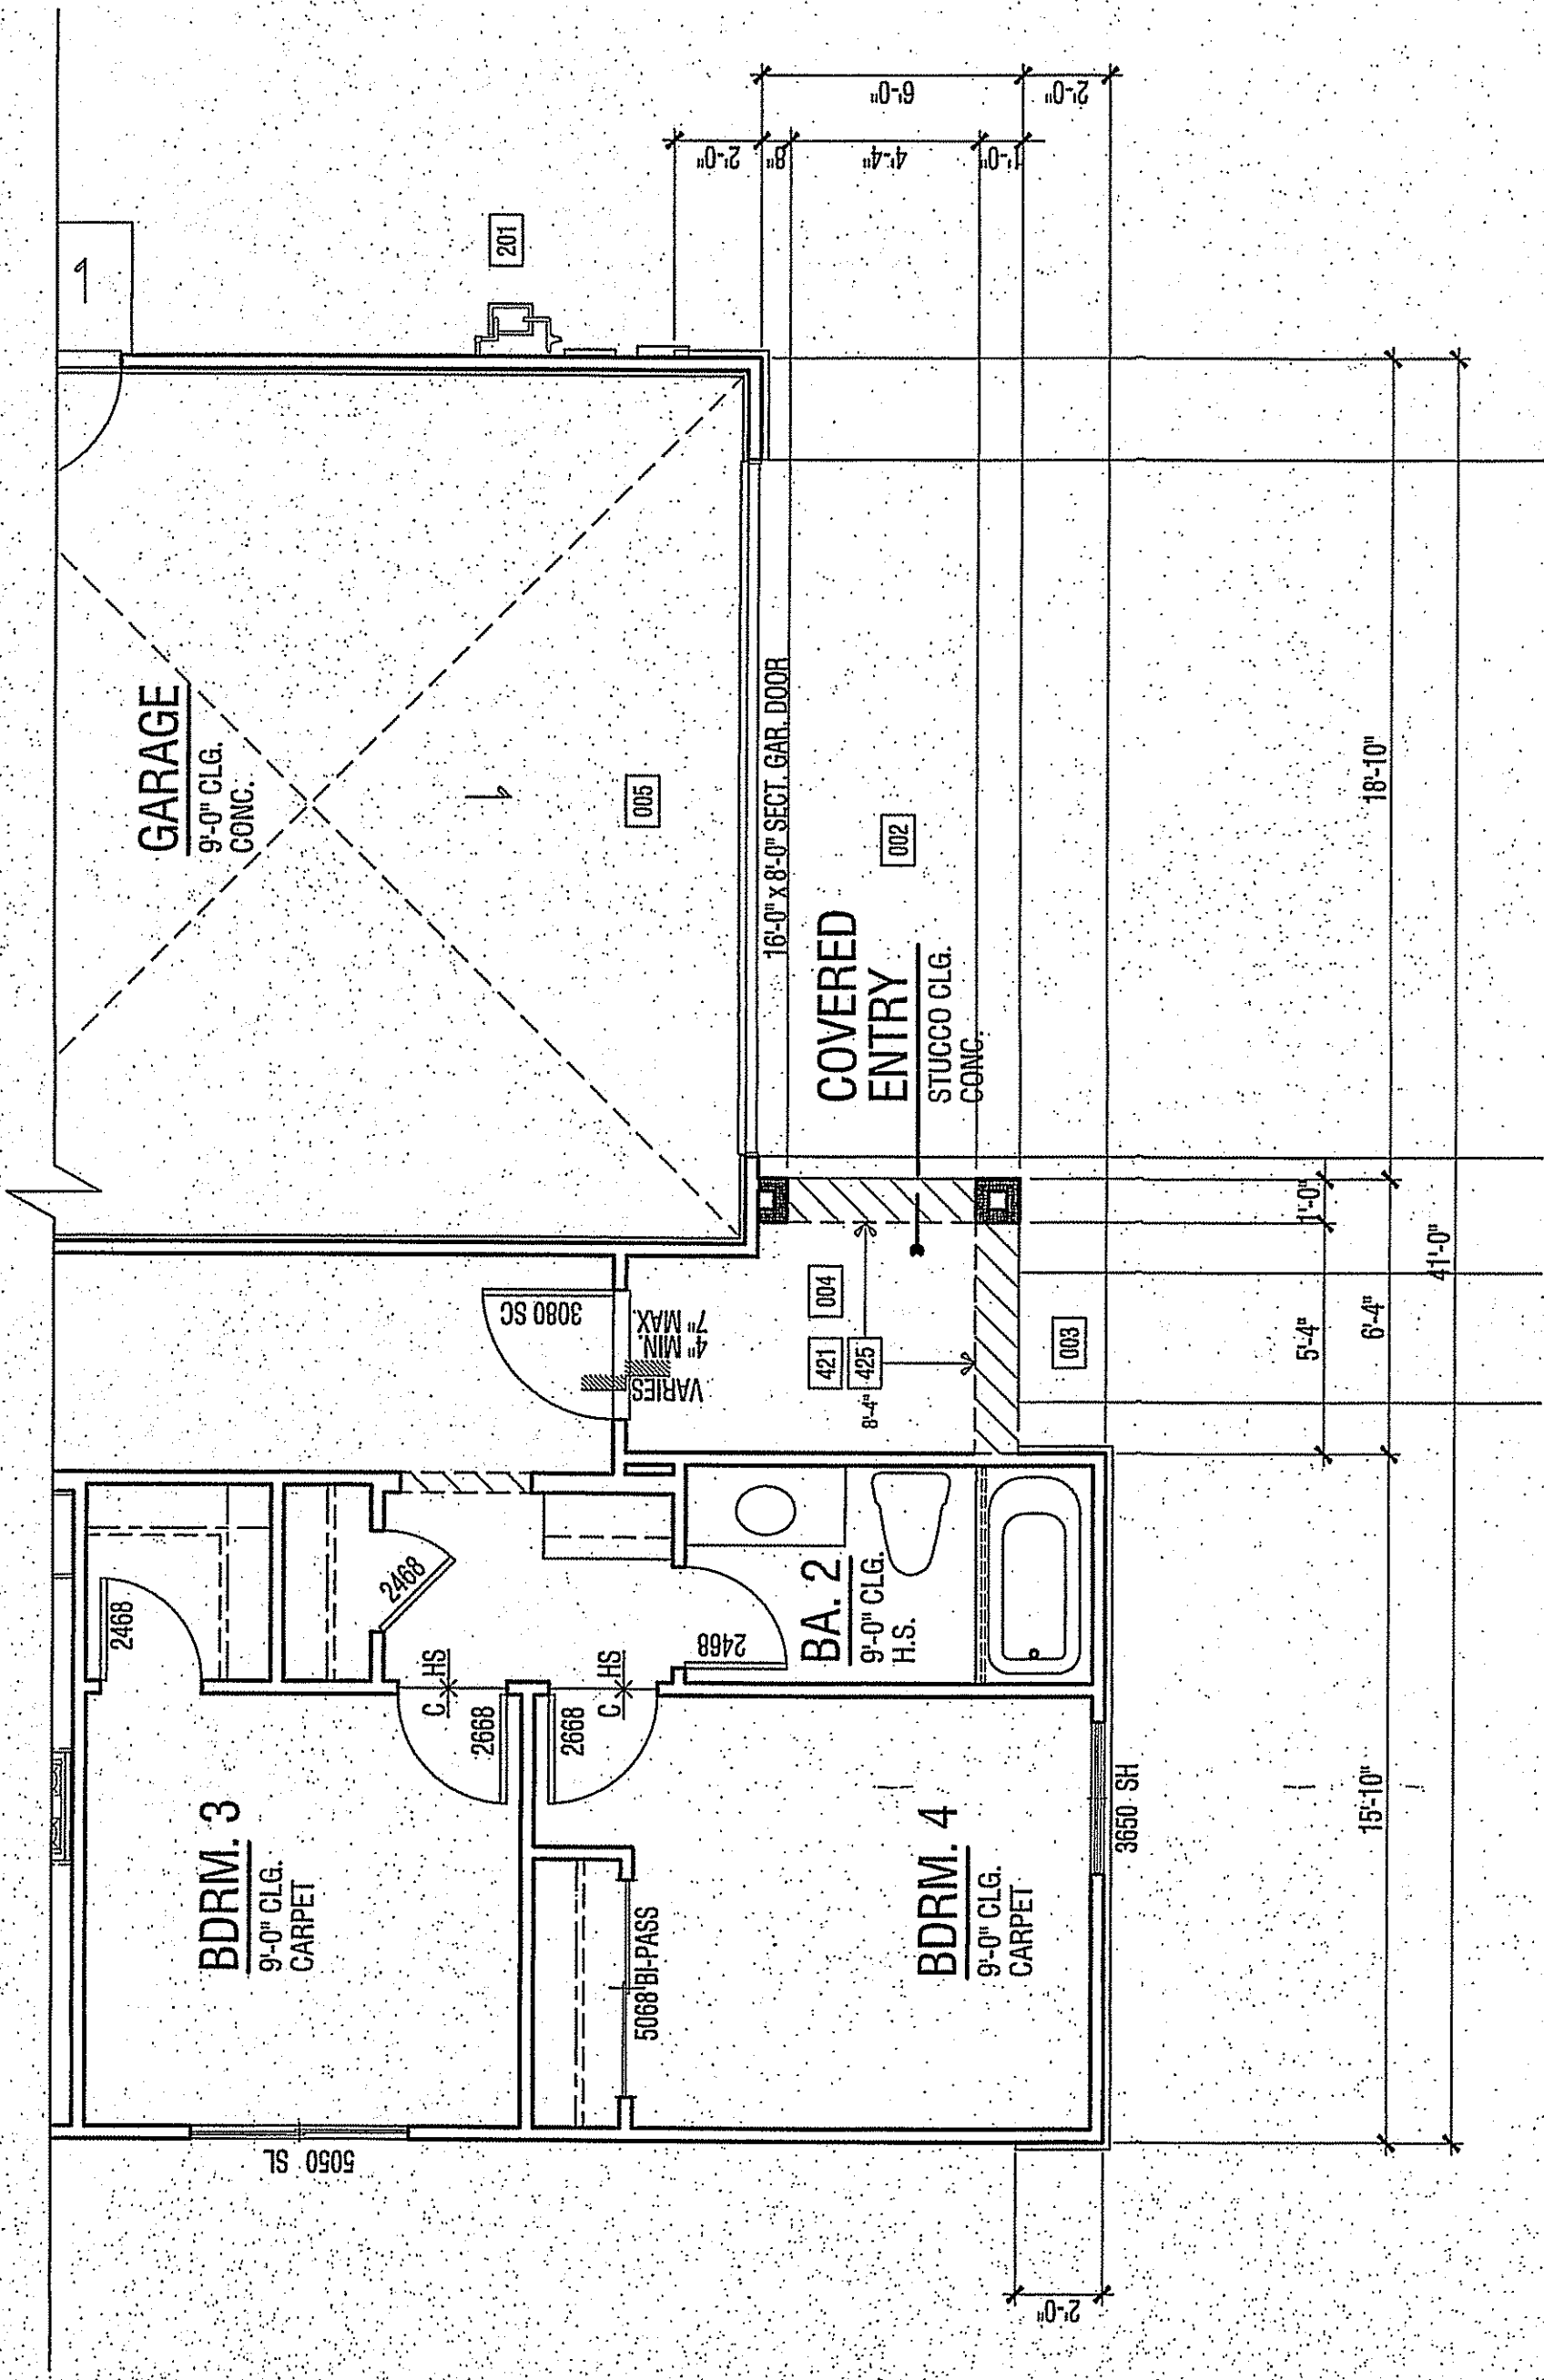 BDRM. 3
9'-0" CLG.
CARPET
5050 SL
2468
2468
C HS
2668
C HS
2668
5068 BI-PASS
BDRM. 4
9'-0" CLG.
CARPET
3650 SH
2468
BA. 2
9'-0" CLG.
H.S.
3080 SC
VARIES
4" MIN.
7" MAX.
GARAGE
9'-0" CLG.
CONC.
1
005
1
201
16'-0" x 8'-0" SECT. GAR. DOOR
COVERED
ENTRY
STUCCO CLG.
CONC.
002
421
004
8'-4"
425
003
2'-0"
8"
4'-4"
1'-0"
6'-0"
2'-0"
2'-0"
5'-4"
1'-0"
15'-10"
6'-4"
18'-10"
41'-0"